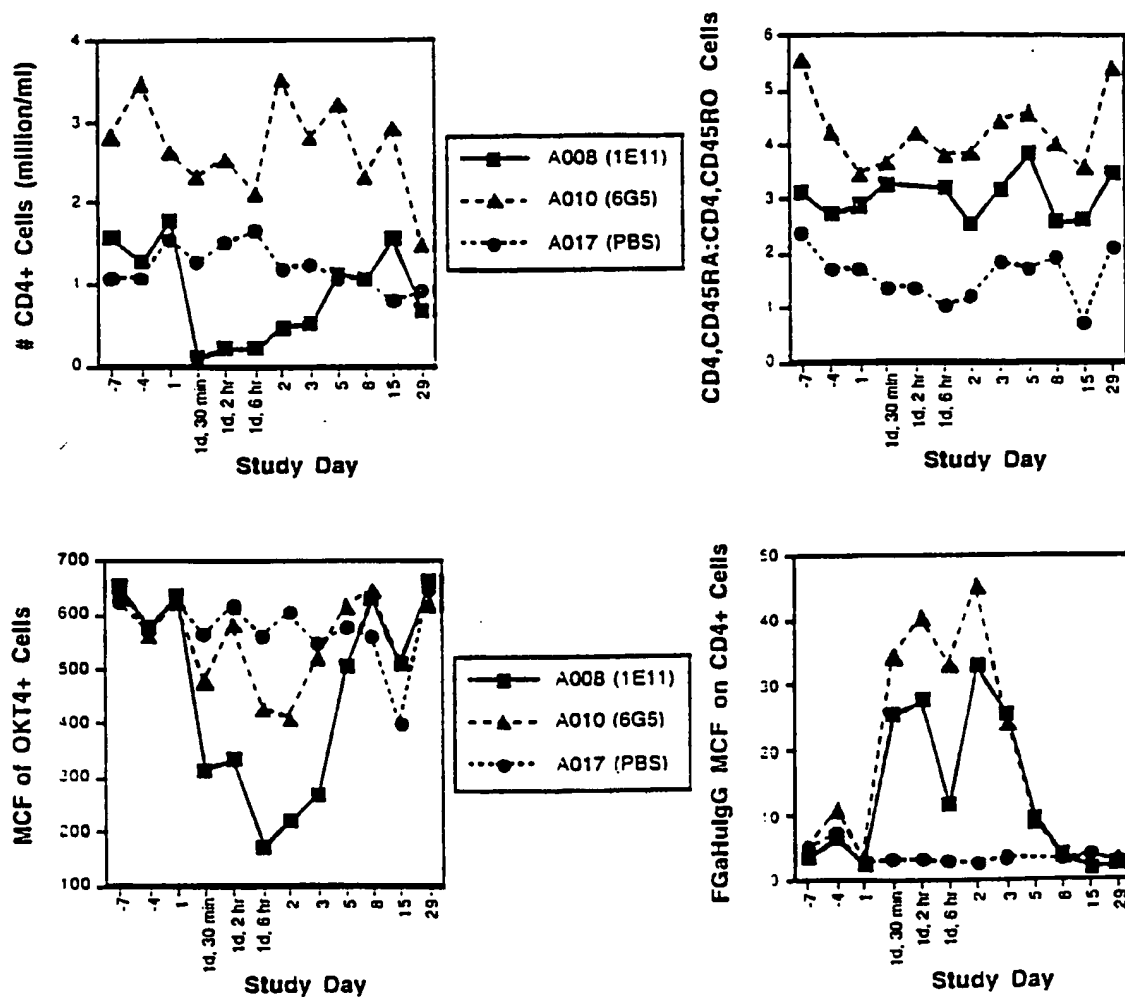 # CD4+ Cells (million/ml)
4
3
2
1
0
-7
-4
1
1d, 30 min
1d, 2 hr
1d, 6 hr
2
3
5
8
15
29
Study Day
A008 (1E11)
A010 (6G5)
A017 (PBS)
CD4,CD45RA:CD4,CD45RO Cells
6
5
4
3
2
1
0
-7
-4
1
1d, 30 min
1d, 2 hr
1d, 6 hr
2
3
5
8
15
29
Study Day
MCF of OKT4+ Cells
700
600
500
400
300
200
100
-7
-4
1
1d, 30 min
1d, 2 hr
1d, 6 hr
2
3
5
8
15
29
Study Day
A008 (1E11)
A010 (6G5)
A017 (PBS)
FGaHuIgG MCF on CD4+ Cells
40
30
-7
-4
1
1d, 30 min
1d, 2 hr
1d, 6 hr
2
3
5
8
15
29
Study Day